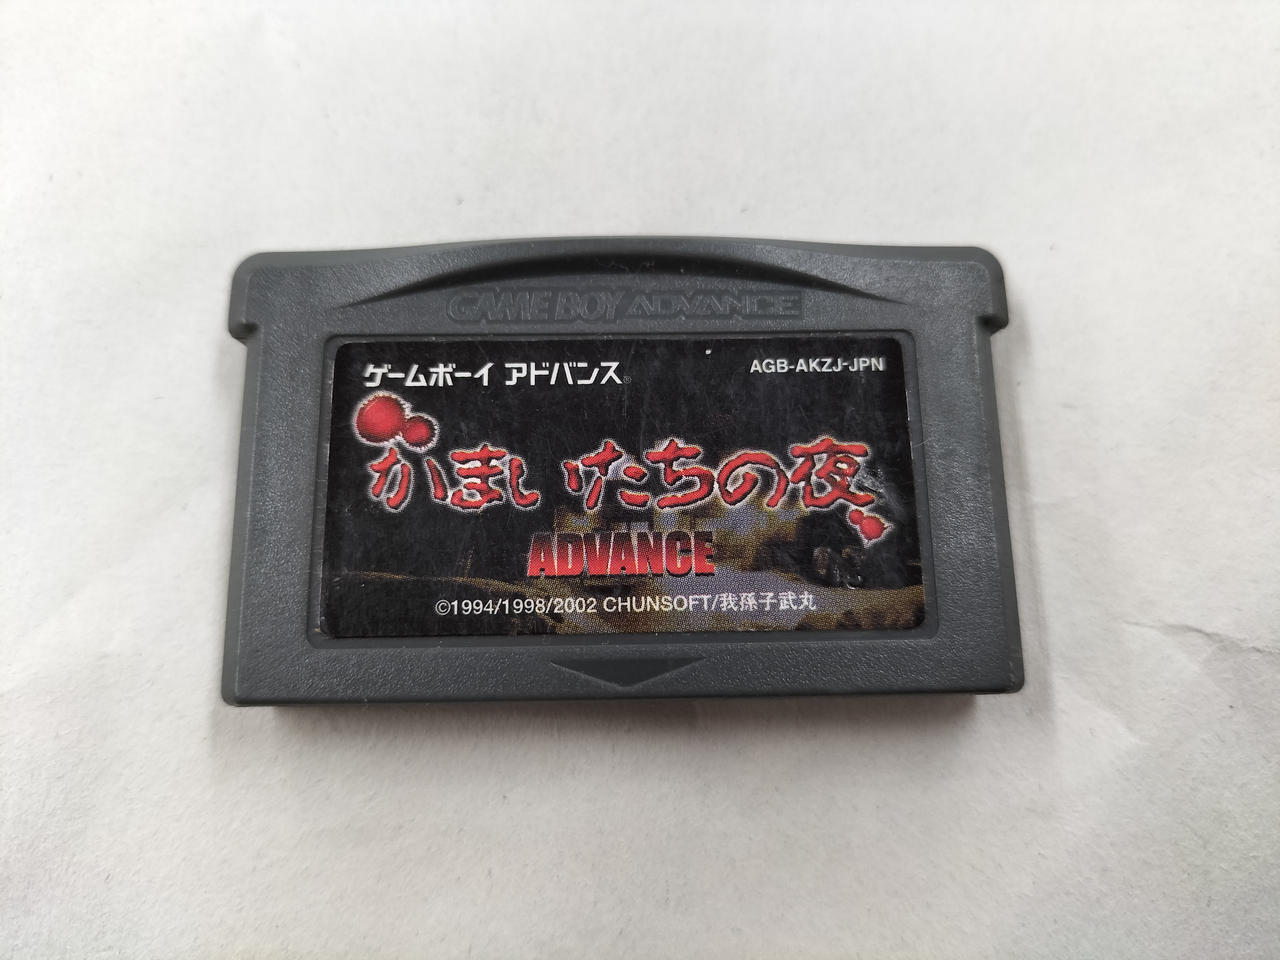 GAME BOY ADVANCE
ゲームボーイ アドバンス®
AGB-AKZJ-JPN
かまいたちの夜
ADVANCE
©1994/1998/2002 CHUNSOFT/我孫子武丸